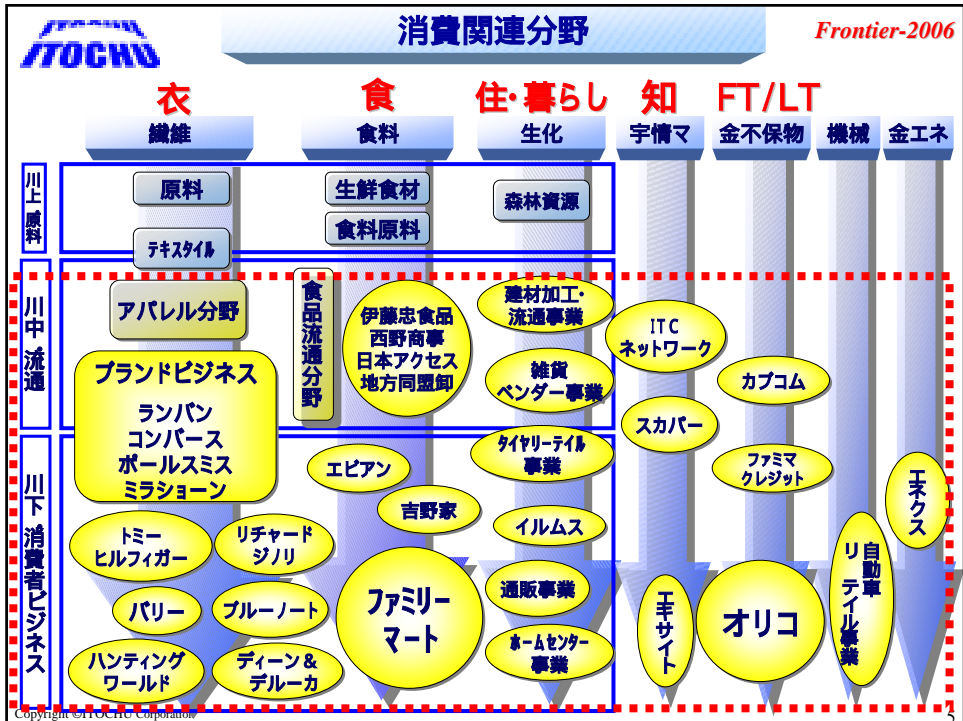 ITOCHU
消費関連分野
Frontier-2006
衣
食
住・暮らし
知
FT/LT
繊維
食料
生化
宇情マ
金不保物
機械
金エネ
川上 原料
原料
生鮮食材
食料原料
森林資源
テキスタイル
川中 流通
アパレル分野
食品流通分野
伊藤忠食品
西野商事
日本アクセス
地方同盟卸
建材加工・
流通事業
雑貨
ベンダー事業
ITC
ネットワーク
スカパー
カブコム
ブランドビジネス
ランバン
コンバース
ポールスミス
ミラショーン
川下 消費者ビジネス
エビアン
吉野家
タイヤリーテイル
事業
イルムス
通販事業
ホームセンター
事業
ファミマ
クレジット
エネクス
トミー
ヒルフィガー
リチャード
ジノリ
バリー
ブルーノート
ハンティング
ワールド
ディーン&
デルーカ
ファミリー
マート
エキサイト
オリコ
自動車
リテイル事業
Copyright ©ITOCHU Corporation
5